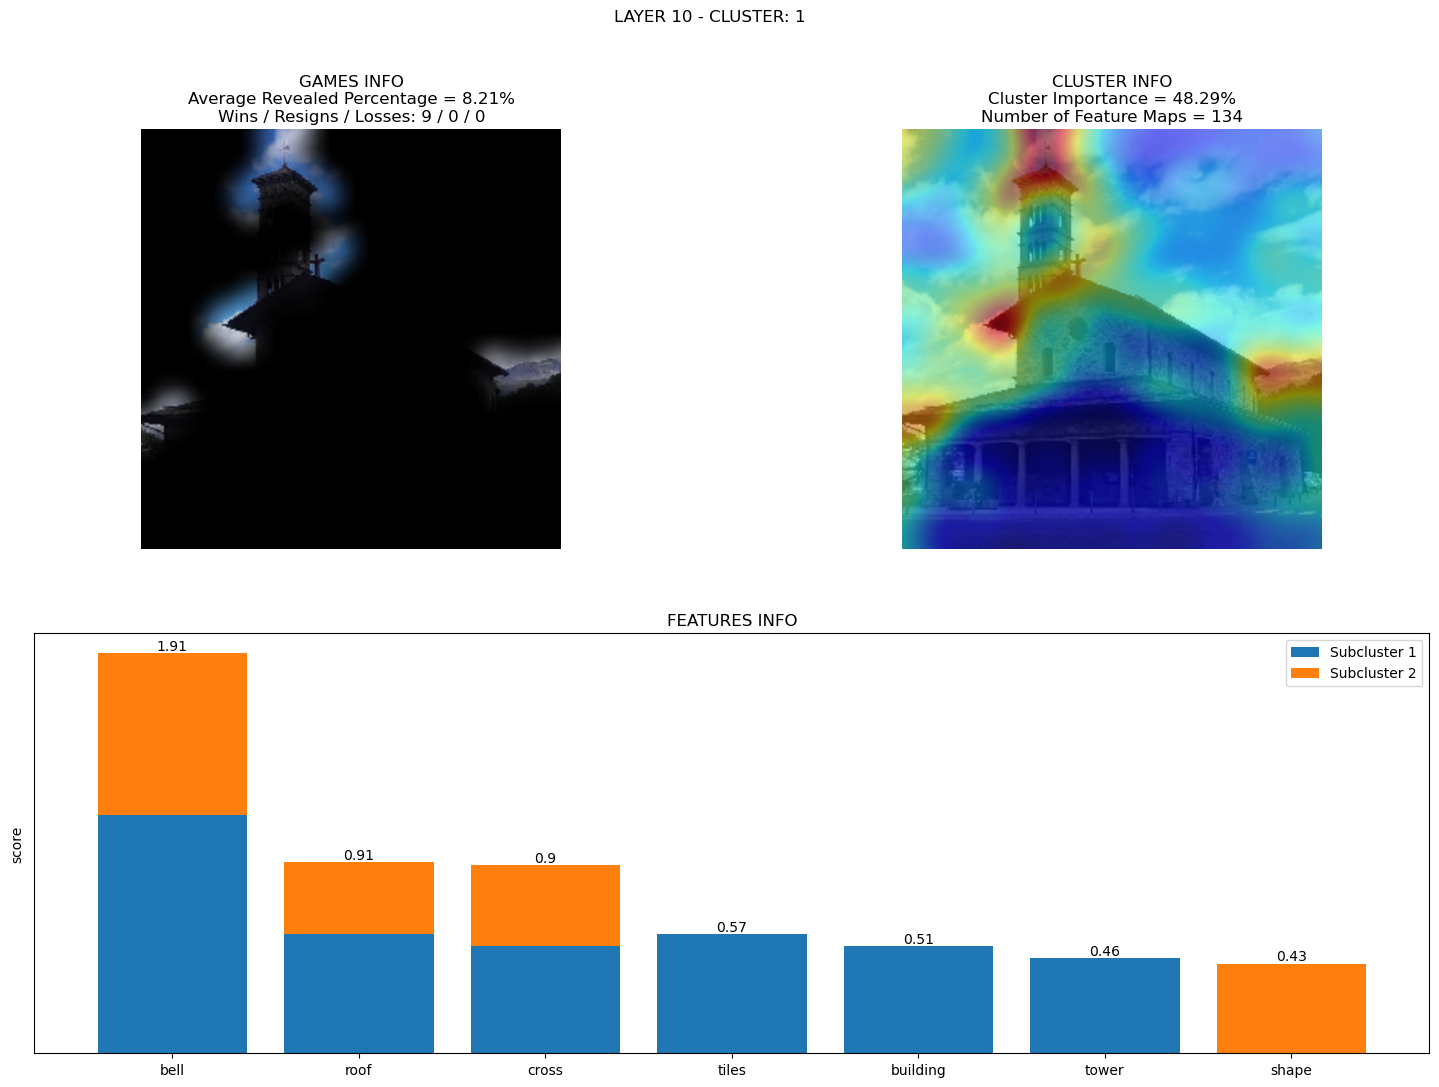 LAYER 10 - CLUSTER: 1
GAMES INFO
Average Revealed Percentage = 8.21%
Wins / Resigns / Losses: 9 / 0 / 0
CLUSTER INFO
Cluster Importance = 48.29%
Number of Feature Maps = 134
FEATURES INFO
Subcluster 1
Subcluster 2
score
1.91
0.91
0.9
0.57
0.51
0.46
0.43
bell
roof
cross
tiles
building
tower
shape